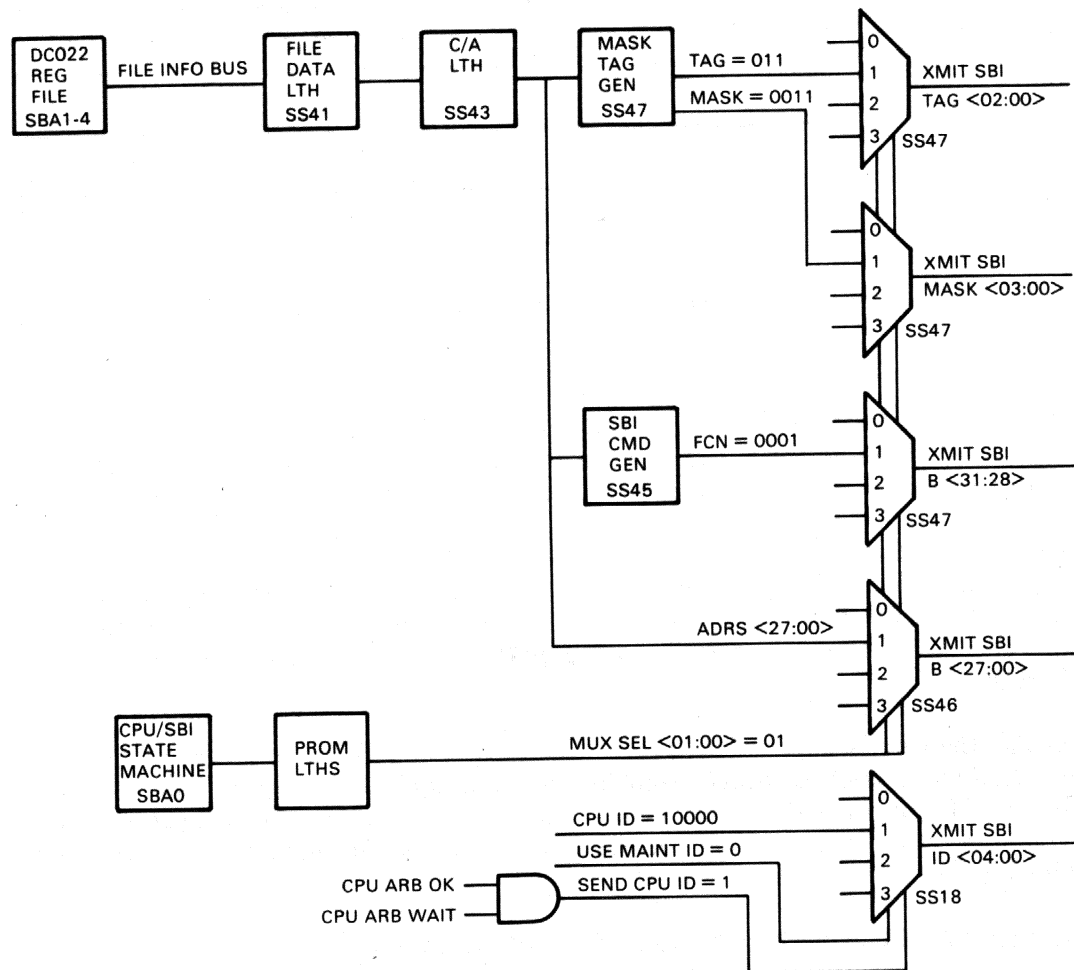 DC022
REG
FILE
SBA1-4
FILE INFO BUS
FILE
DATA
LTH
SS41
C/A
LTH
SS43
MASK
TAG
GEN
SS47
TAG = 011
MASK = 0011
0
1
2
3
SS47
XMIT SBI
TAG <02:00>
0
1
2
3
SS47
XMIT SBI
MASK <03:00>
SBI
CMD
GEN
SS45
FCN = 0001
0
1
2
3
SS47
XMIT SBI
B <31:28>
ADRS <27:00>
0
1
2
3
SS46
XMIT SBI
B <27:00>
CPU/SBI
STATE
MACHINE
SBA0
PROM
LTHS
MUX SEL <01:00> = 01
CPU ID = 10000
USE MAINT ID = 0
SEND CPU ID = 1
CPU ARB OK
CPU ARB WAIT
0
1
2
3
SS18
XMIT SBI
ID <04:00>